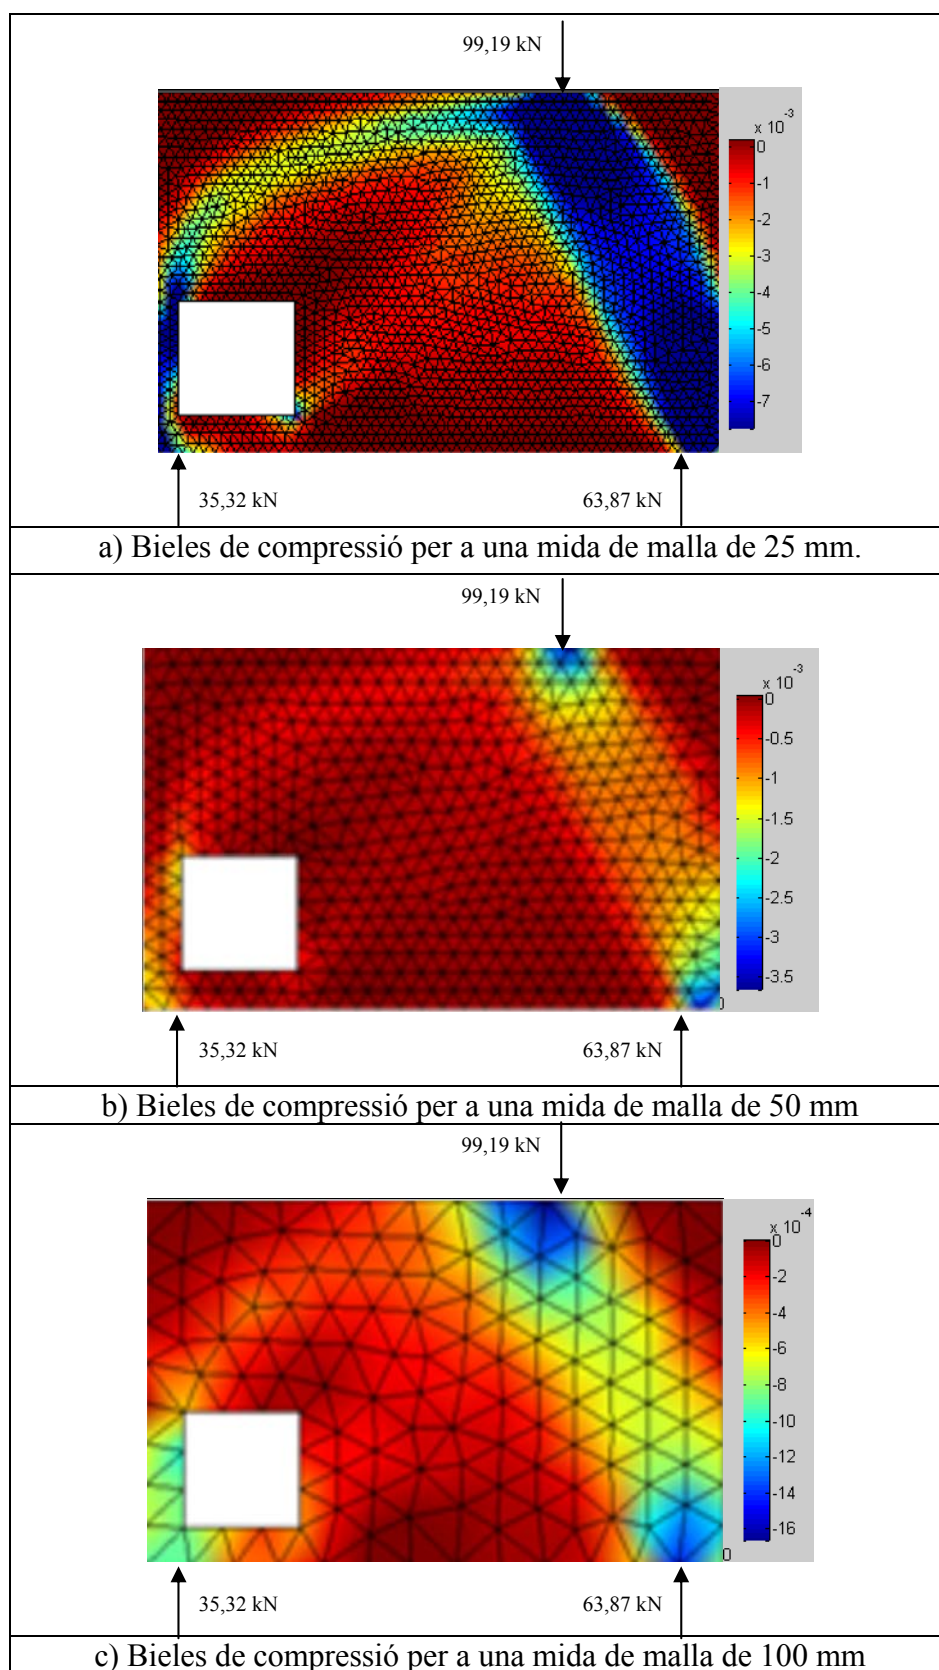 99,19 kN
x 10 -3
0
-1
-2
-3
-4
-5
-6
-7
35,32 kN
63,87 kN
a) Bieles de compressió per a una mida de malla de 25 mm.
99,19 kN
x 10 -3
0
-0.5
-1
-1.5
-2
-2.5
-3
-3.5
0
35,32 kN
63,87 kN
b) Bieles de compressió per a una mida de malla de 50 mm
99,19 kN
x 10 -4
0
-2
-4
-6
-8
-10
-12
-14
-16
0
35,32 kN
63,87 kN
c) Bieles de compressió per a una mida de malla de 100 mm